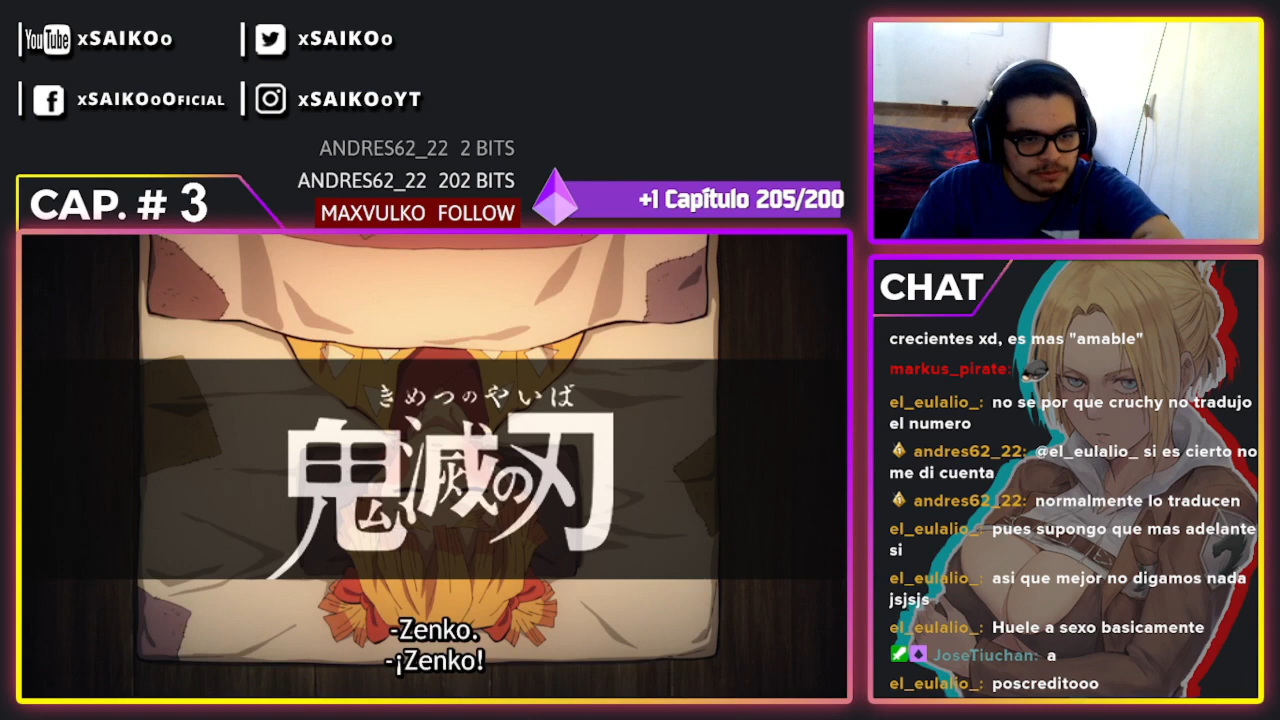 YouTube xSAIKOo
xSAIKOo
xSAIKOoOFICIAL
xSAIKOoYT
ANDRES62_22 2 BITS
ANDRES62_22 202 BITS
MAXVULKO FOLLOW
+1 Capítulo 205/200
CAP. # 3
きめつのやいば
鬼滅の刃
-Zenko.
-¡Zenko!
CHAT
crecientes xd, es mas "amable"
markus_pirate:
el_eulalio_: no se por que cruchy no tradujo
el numero
andres62_22: @el_eulalio_ si es cierto no
me di cuenta
andres62_22: normalmente lo traducen
el_eulalio_: pues supongo que mas adelante
si
el_eulalio_: asi que mejor no digamos nada
jsjsjs
el_eulalio_: Huele a sexo basicamente
JoseTiuchan: a
el_eulalio_: poscreditooo